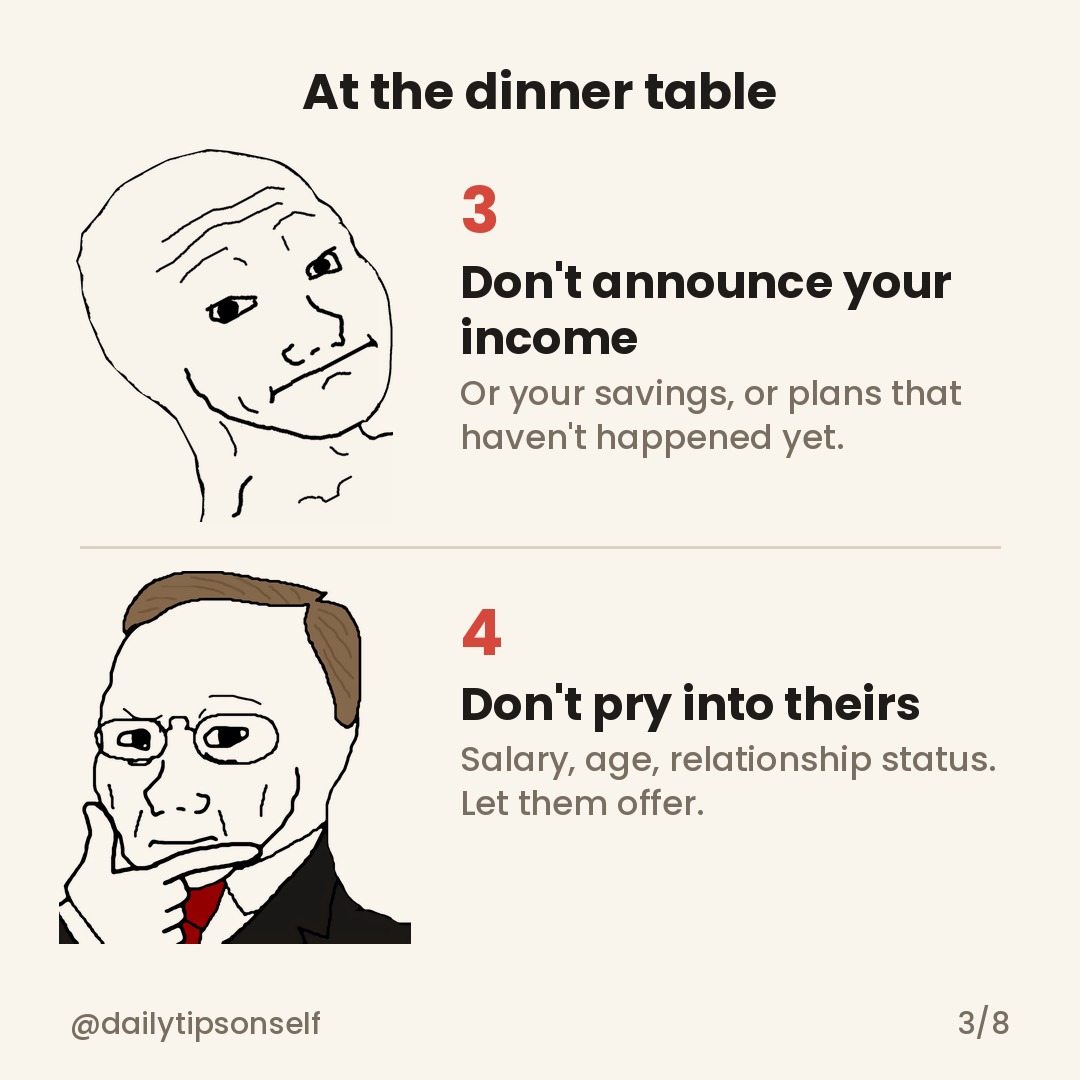 At the dinner table
3
Don't announce your
income
Or your savings, or plans that
haven't happened yet.
4
Don't pry into theirs
Salary, age, relationship status.
Let them offer.
@dailytipsonself
3/8